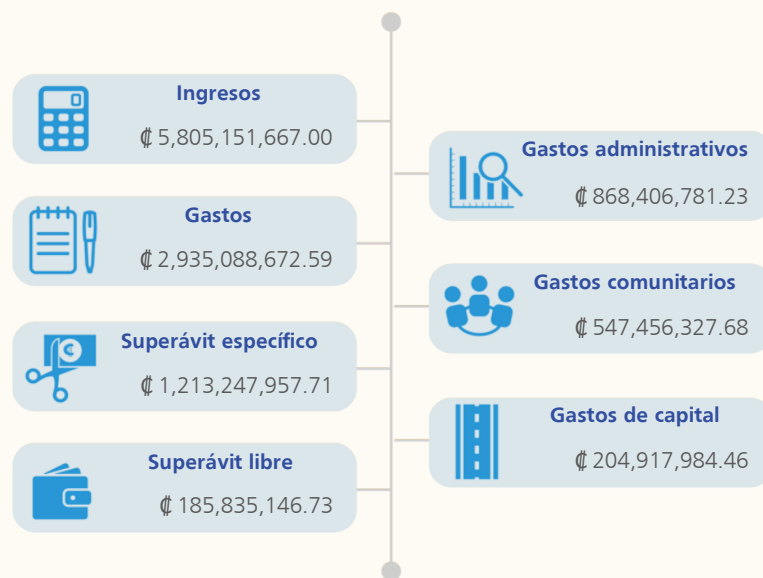 Ingresos
₡ 5,805,151,667.00
Gastos
₡ 2,935,088,672.59
Superávit específico
₡ 1,213,247,957.71
Superávit libre
₡ 185,835,146.73
Gastos administrativos
₡ 868,406,781.23
Gastos comunitarios
₡ 547,456,327.68
Gastos de capital
₡ 204,917,984.46